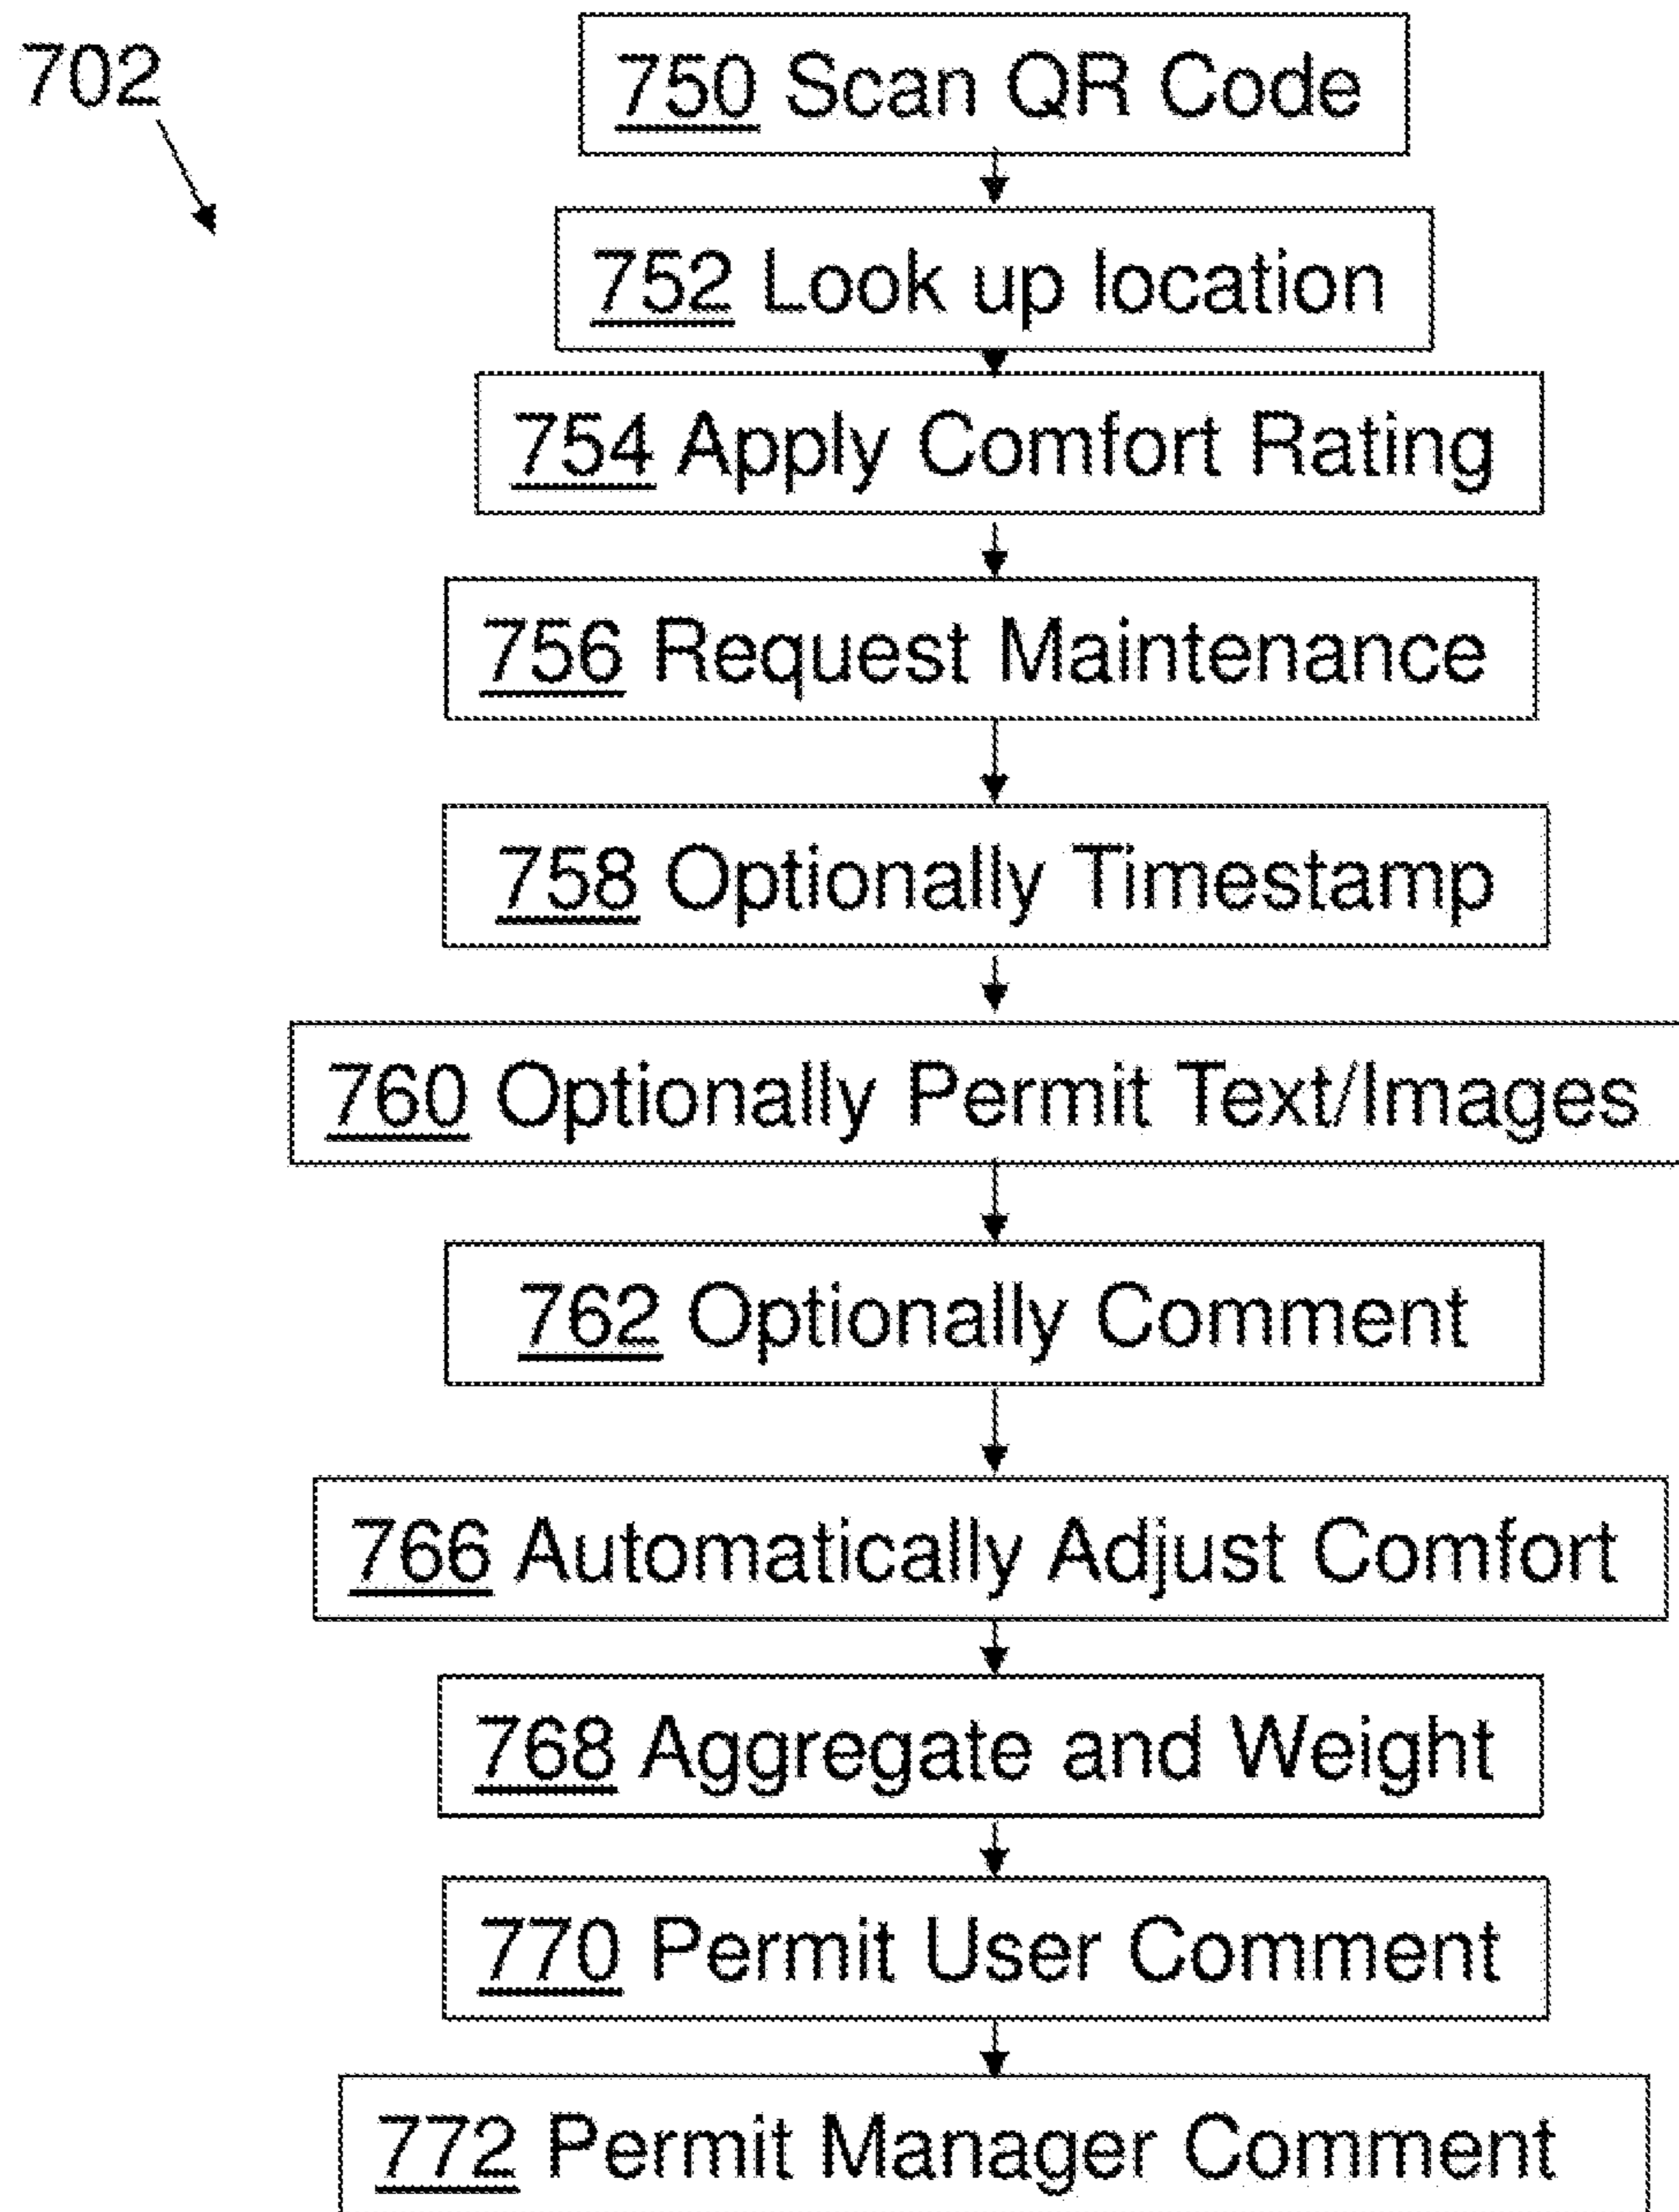 702
750 Scan QR Code
752 Look up location
754 Apply Comfort Rating
756 Request Maintenance
758 Optionally Timestamp
760 Optionally Permit Text/Images
762 Optionally Comment
766 Automatically Adjust Comfort
768 Aggregate and Weight
770 Permit User Comment
772 Permit Manager Comment